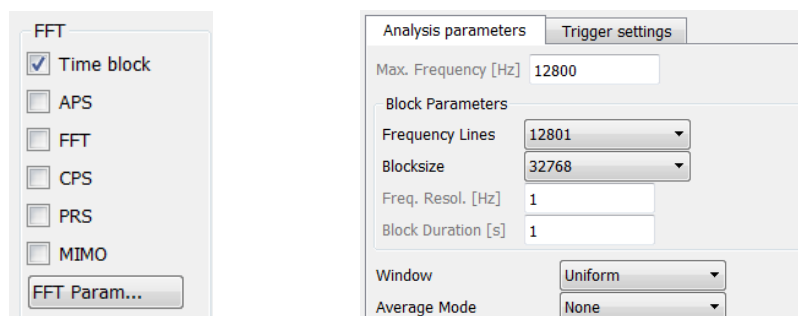 FFT
Time block
APS
FFT
CPS
PRS
MIMO
FFT Param...
Analysis parameters
Trigger settings
Max. Frequency [Hz] 12800
Block Parameters
Frequency Lines 12801
Blocksize 32768
Freq. Resol. [Hz] 1
Block Duration [s] 1
Window Uniform
Average Mode None